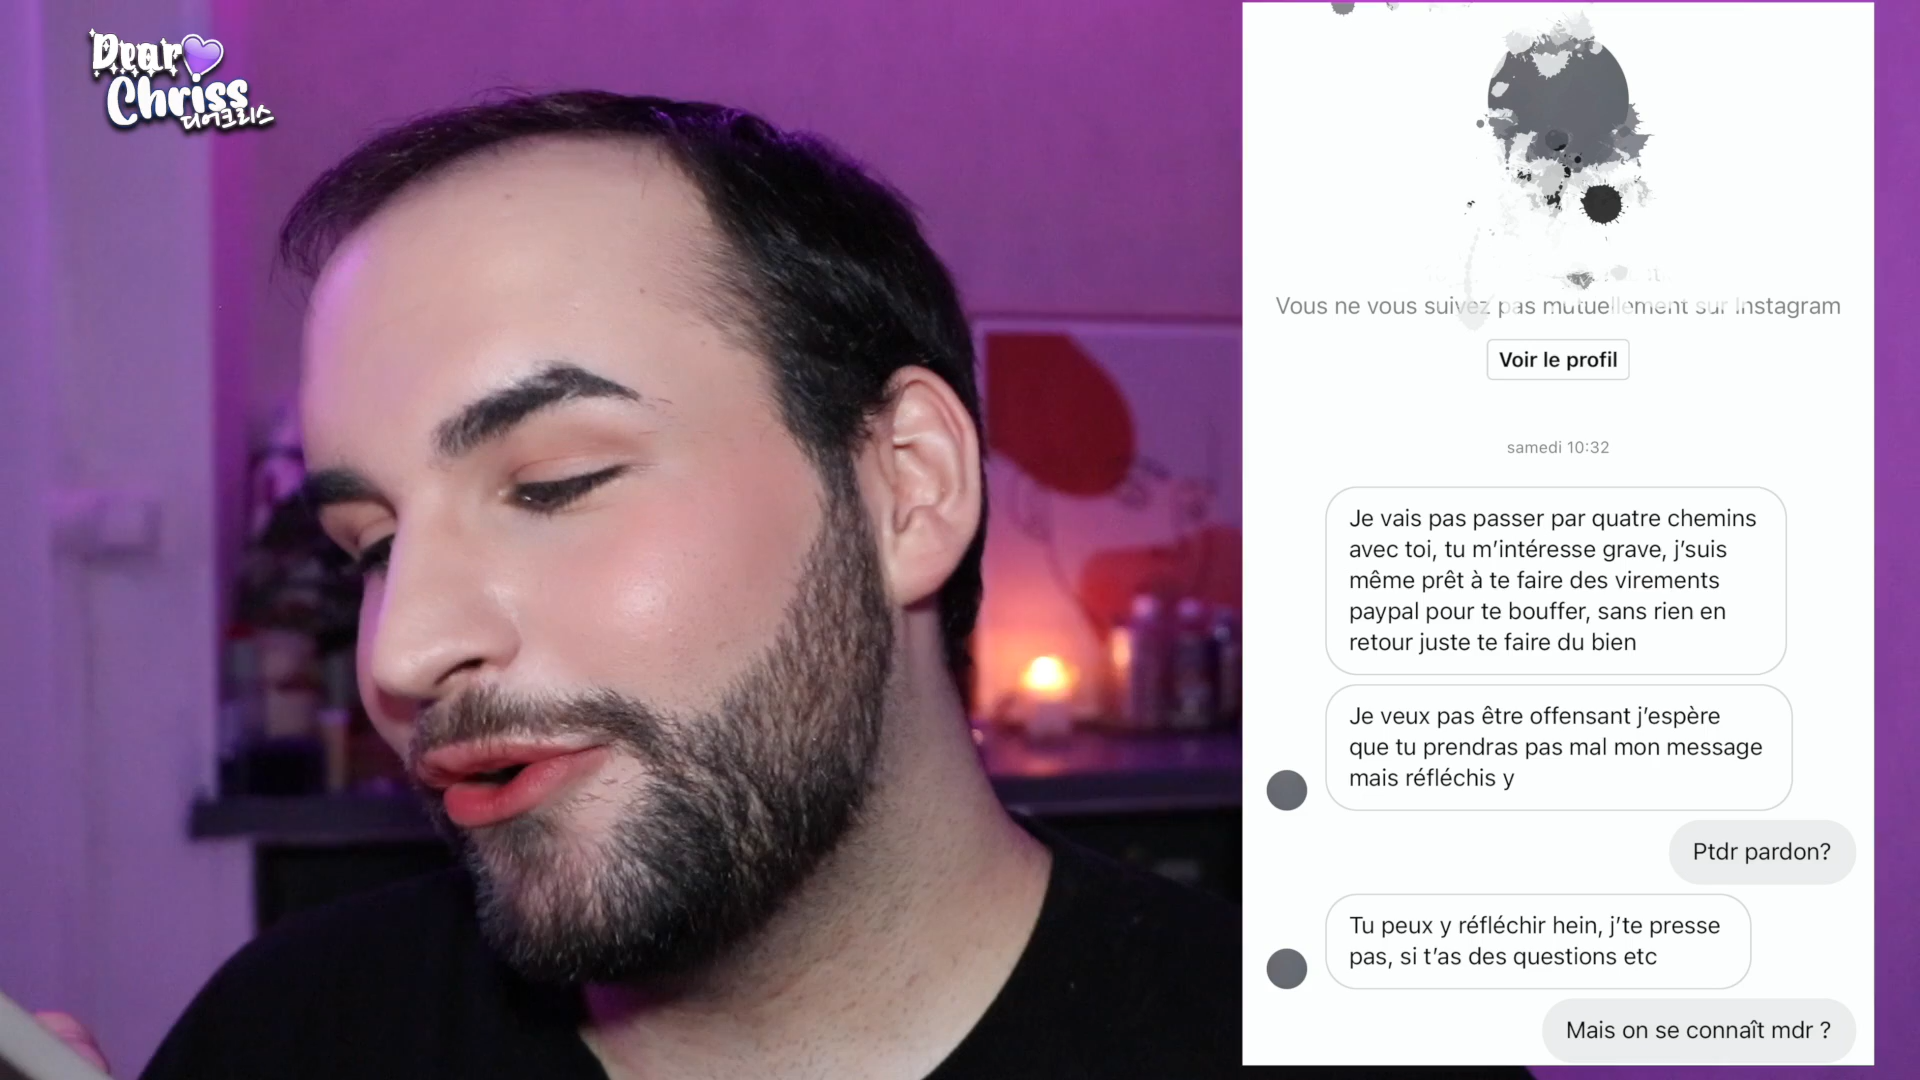 Dear
Chriss
디어크리스
Vous ne vous suivez pas mutuellement sur Instagram
Voir le profil
samedi 10:32
Je vais pas passer par quatre chemins
avec toi, tu m’intéresse grave, j’suis
même prêt à te faire des virements
paypal pour te bouffer, sans rien en
retour juste te faire du bien
Je veux pas être offensant j’espère
que tu prendras pas mal mon message
mais réfléchis y
Ptdr pardon?
Tu peux y réfléchir hein, j’te presse
pas, si t’as des questions etc
Mais on se connaît mdr ?